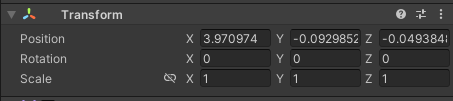 Transform
Position X 3.970974 Y -0.0929852 Z -0.0493848
Rotation X 0 Y 0 Z 0
Scale X 1 Y 1 Z 1